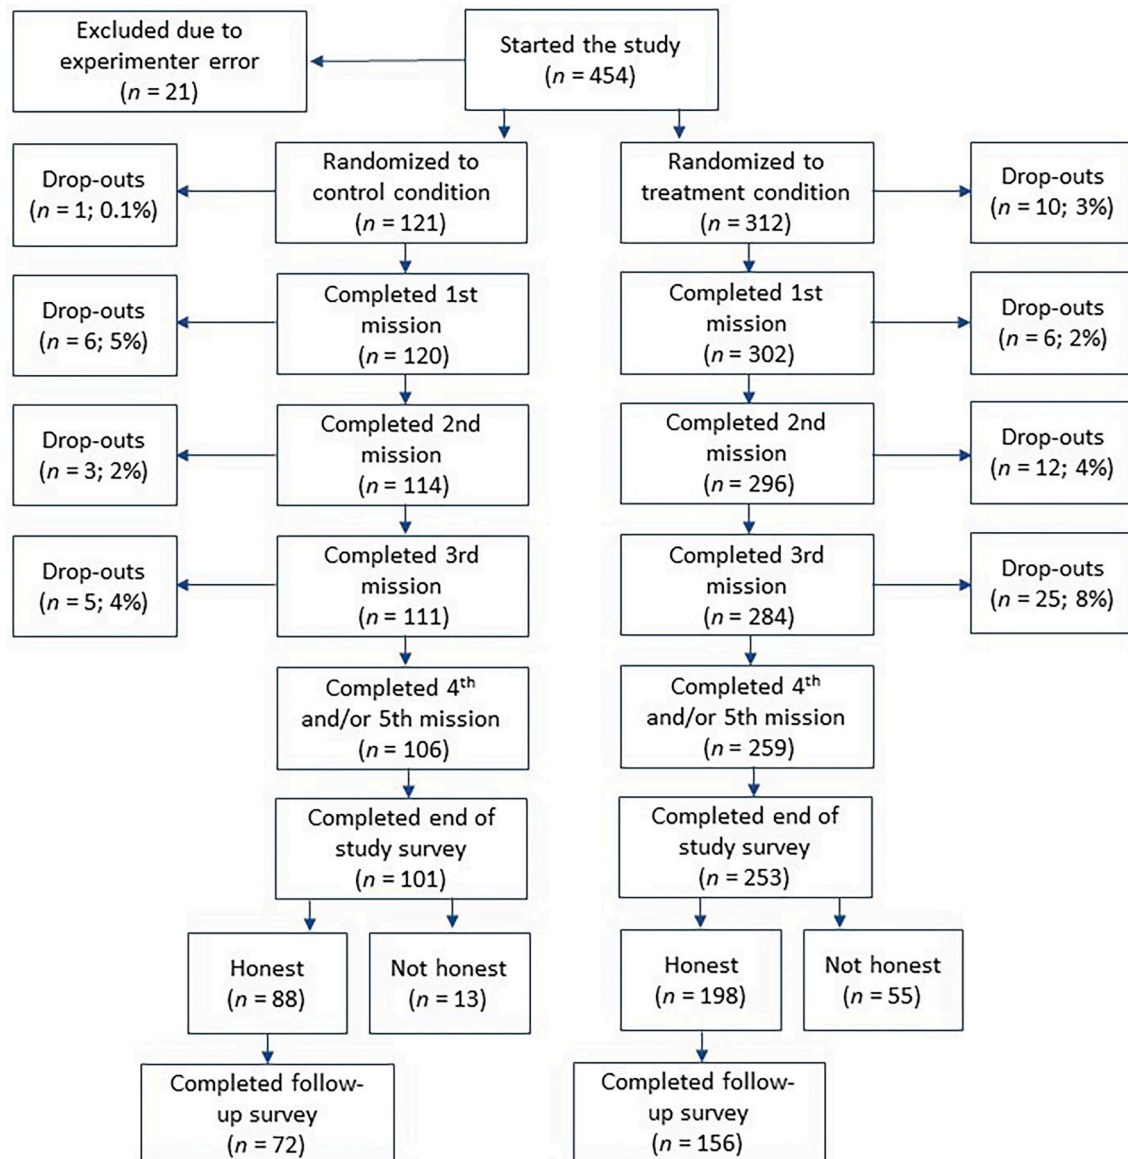 Excluded due to
experimenter error
(n = 21)
Started the study
(n = 454)
Drop-outs
(n = 1; 0.1%)
Randomized to
control condition
(n = 121)
Randomized to
treatment condition
(n = 312)
Drop-outs
(n = 10; 3%)
Drop-outs
(n = 6; 5%)
Completed 1st
mission
(n = 120)
Completed 1st
mission
(n = 302)
Drop-outs
(n = 6; 2%)
Drop-outs
(n = 3; 2%)
Completed 2nd
mission
(n = 114)
Completed 2nd
mission
(n = 296)
Drop-outs
(n = 12; 4%)
Drop-outs
(n = 5; 4%)
Completed 3rd
mission
(n = 111)
Completed 3rd
mission
(n = 284)
Drop-outs
(n = 25; 8%)
Completed 4th
and/or 5th mission
(n = 106)
Completed 4th
and/or 5th mission
(n = 259)
Completed end of
study survey
(n = 101)
Completed end of
study survey
(n = 253)
Honest
(n = 88)
Not honest
(n = 13)
Honest
(n = 198)
Not honest
(n = 55)
Completed follow-
up survey
(n = 72)
Completed follow-
up survey
(n = 156)